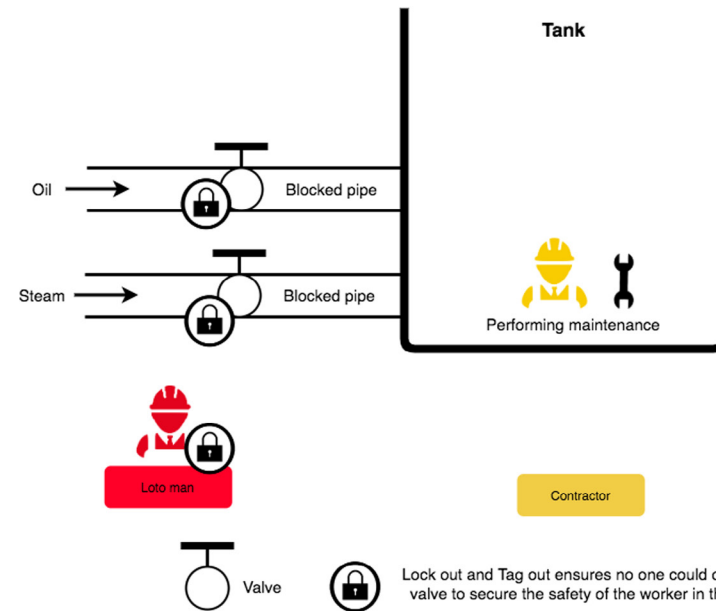 Tank
Oil
Blocked pipe
Steam
Blocked pipe
Performing maintenance
Loto man
Contractor
Valve
Lock out and Tag out ensures no one could
valve to secure the safety of the worker in